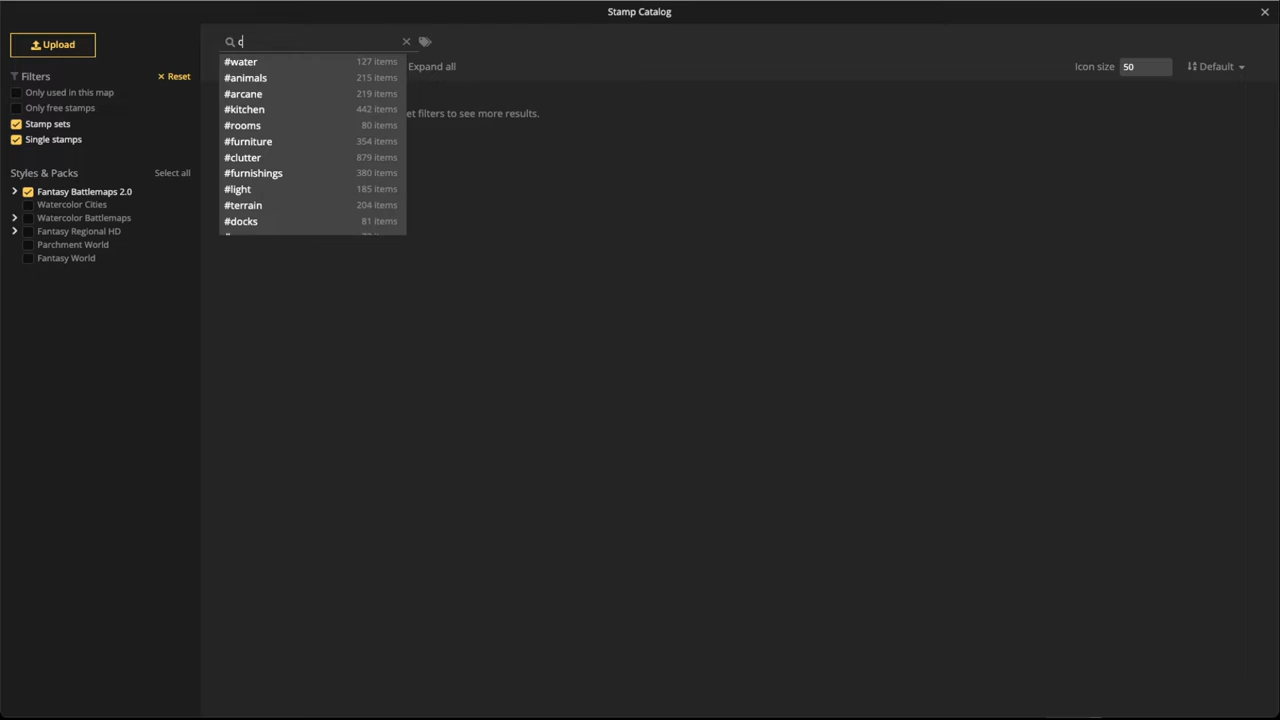 Stamp Catalog
Upload
Filters
Reset
Only used in this map
Only free stamps
Stamp sets
Single stamps
Styles & Packs
Select all
Fantasy Battlemaps 2.0
Watercolor Cities
Watercolor Battlemaps
Fantasy Regional HD
Parchment World
Fantasy World
c
#water 127 items
#animals 215 items
#arcane 219 items
#kitchen 442 items
#rooms 80 items
#furniture 354 items
#clutter 879 items
#furnishings 380 items
#light 185 items
#terrain 204 items
#docks 81 items
Expand all
Icon size 50
Default
filters to see more results.